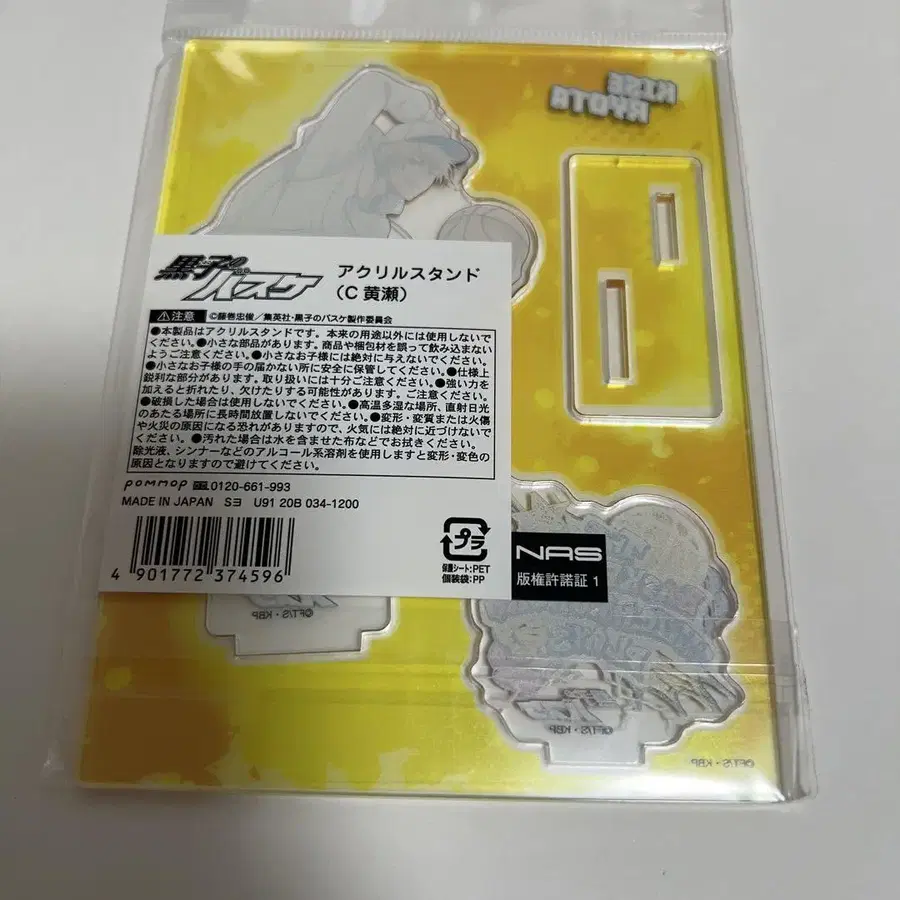 KISE
RYOTA
黒子の
バスケ
アクリルスタンド
(C 黄瀬)
注意 ©藤巻忠俊/集英社・黒子のバスケ製作委員会
●本製品はアクリルスタンドです。本来の用途以外には使用しないで
ください。●小さな部品があります。商品や梱包材を誤って飲み込まない
ようご注意ください。●小さなお子様には絶対に与えないでください。
●小さなお子様の手の届かない所に安全に保管してください。●仕様上
鋭利な部分があります。取り扱いには十分ご注意ください。●強い力を
加えると折れたり、欠けたりする可能性があります。ご注意ください。
●破損した場合は使用しないでください。●高温多湿な場所、直射日光
のあたる場所に長時間放置しないでください。●変形・変質または火傷
や火災の原因になる恐れがありますので、火気には絶対に近づけないで
ください。●汚れた場合は水を含ませた布などでお拭きください。
除光液、シンナーなどのアルコール系溶剤を使用しますと変形・変色の
原因となりますので避けてください。
pommop 0120-661-993
MADE IN JAPAN Sヨ U91 20B 034-1200
4 901772 374596
プラ
保護シート:PET
個装袋:PP
NAS
版権許諾証 1
©FT/S・KBP
©FT/S・KBP
©FT/S・KBP